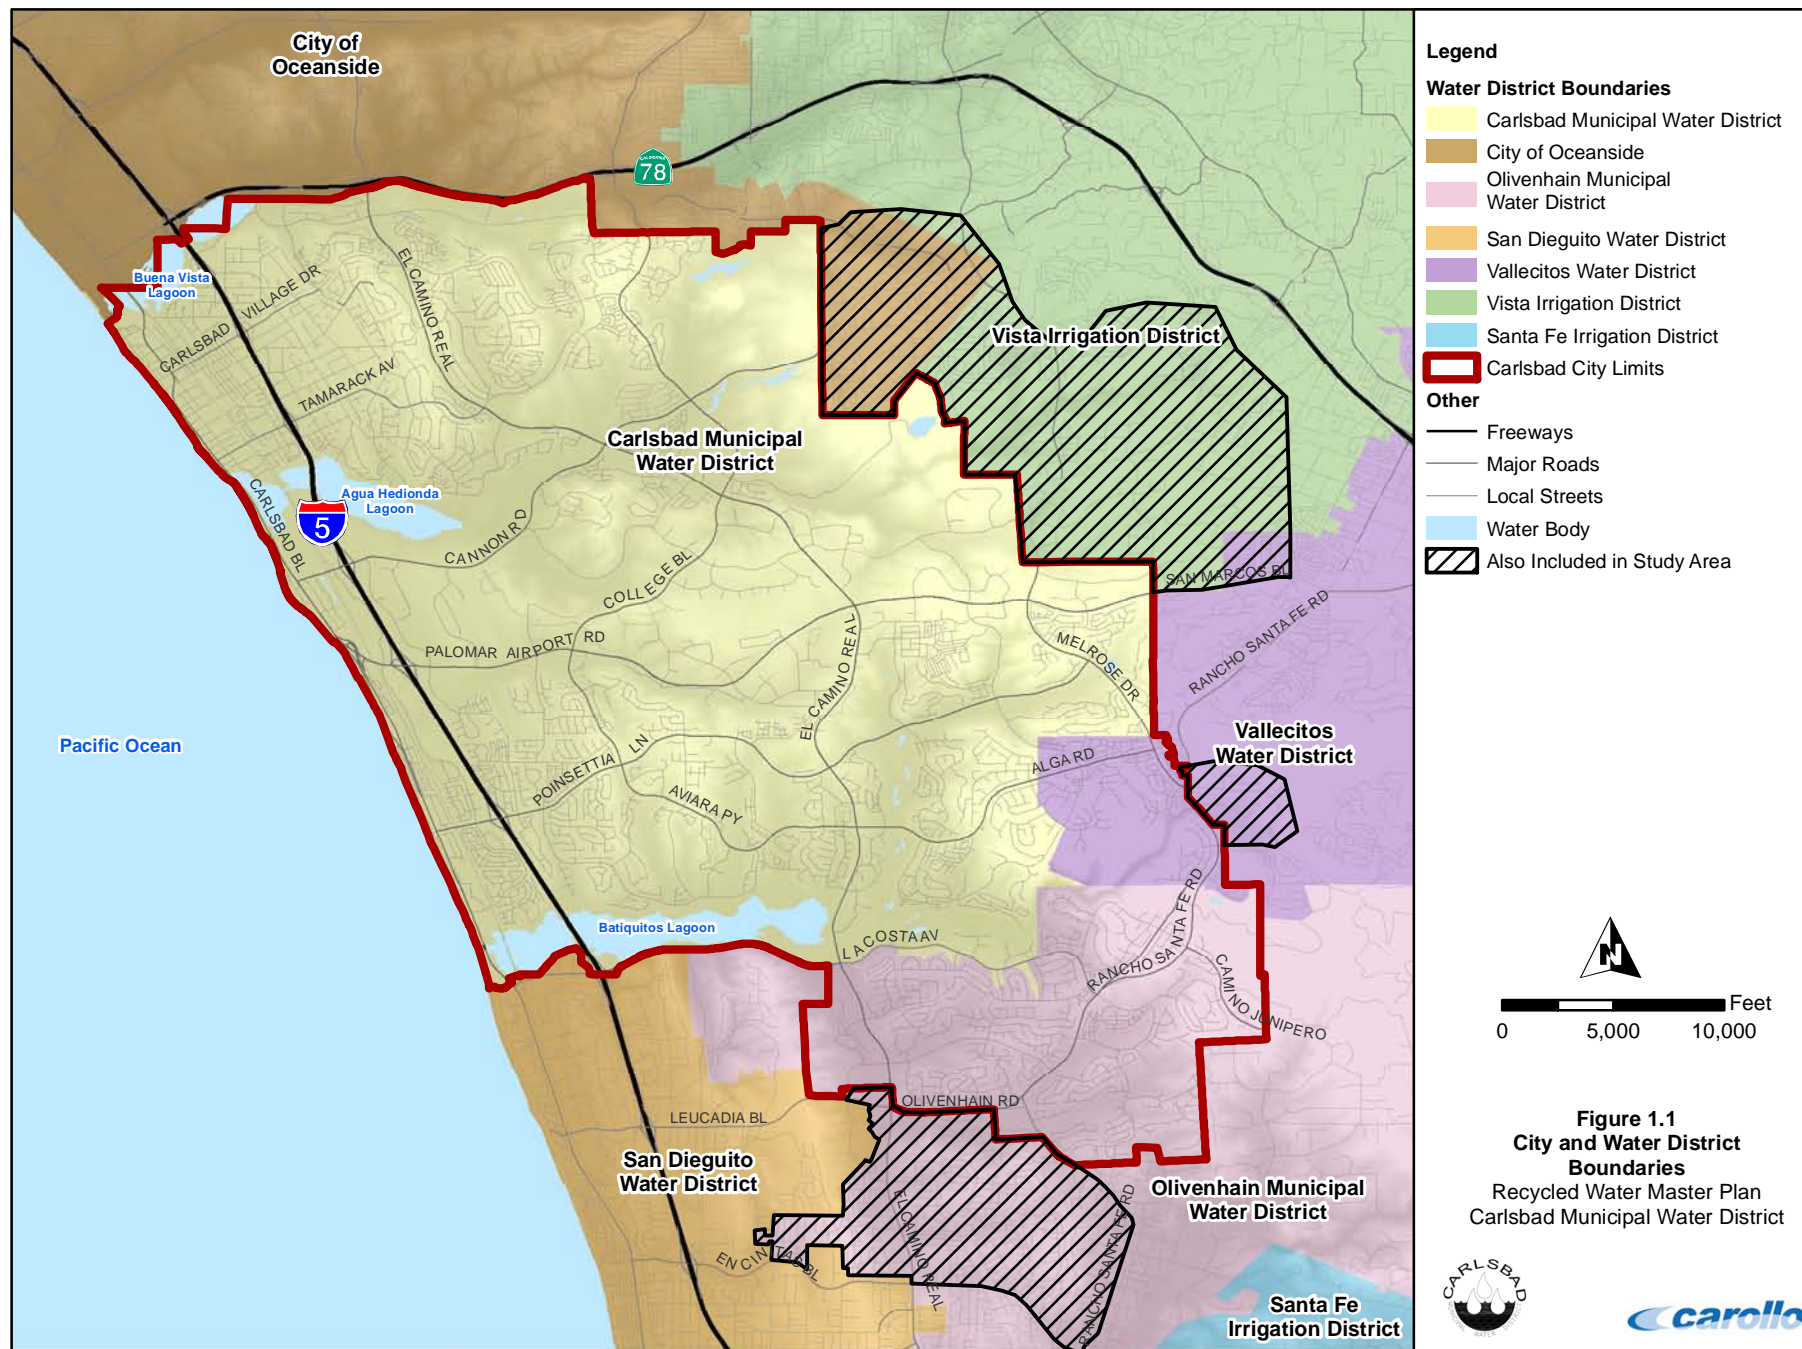 City of
Oceanside
CALIFORNIA
78
Buena Vista
Lagoon
CARLSBAD VILLAGE DR
EL CAMINO REAL
TAMARACK AV
Vista Irrigation District
Carlsbad Municipal
Water District
Agua Hedionda
Lagoon
5
CARLSBAD BL
CANNON RD
COLLEGE BL
SAN MARCOS BL
RANCHO SANTA FE RD
PALOMAR AIRPORT RD
EL CAMINO REAL
MELROSE DR
Pacific Ocean
Vallecitos
Water District
POINSETTIA LN
ALGA RD
AVIARA PY
Batiquitos Lagoon
LA COSTA AV
RANCHO SANTA FE RD
CAMINO JUNIPERO
OLIVENHAIN RD
LEUCADIA BL
San Dieguito
Water District
Olivenhain Municipal
Water District
EL CAMINO REAL
RANCHO SANTA FE RD
ENCINITAS BL
Santa Fe
Irrigation District
Legend
Water District Boundaries
Carlsbad Municipal Water District
City of Oceanside
Olivenhain Municipal
Water District
San Dieguito Water District
Vallecitos Water District
Vista Irrigation District
Santa Fe Irrigation District
Carlsbad City Limits
Other
Freeways
Major Roads
Local Streets
Water Body
Also Included in Study Area
N
Feet
0 5,000 10,000
Figure 1.1
City and Water District
Boundaries
Recycled Water Master Plan
Carlsbad Municipal Water District
CARLSBAD
MUNICIPAL WATER DISTRICT
carollo